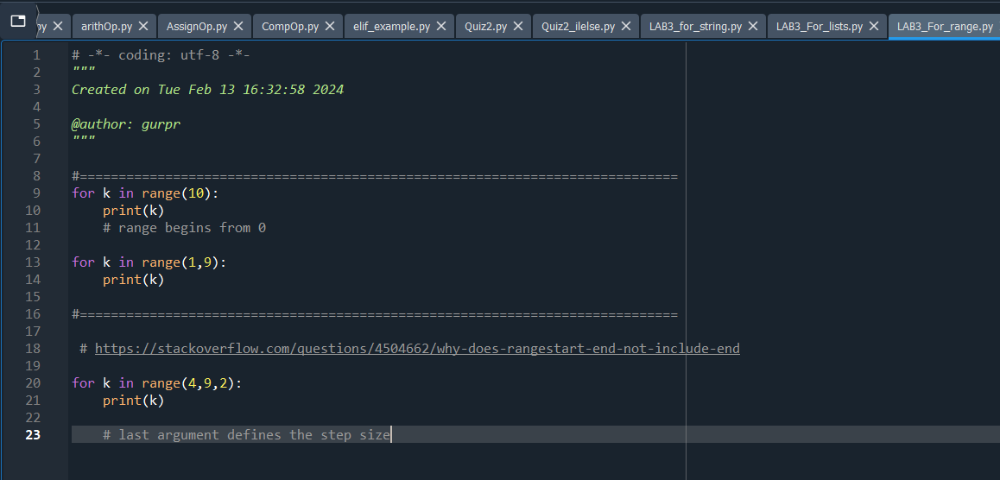 py arithOp.py AssignOp.py CompOp.py elif_example.py Quiz2.py Quiz2_ilelse.py LAB3_for_string.py LAB3_For_lists.py LAB3_For_range.py
1 # -*- coding: utf-8 -*-
2 """
3 Created on Tue Feb 13 16:32:58 2024
4
5 @author: gurpr
6 """
7
8 #=============================================================================
9 for k in range(10):
10     print(k)
11     # range begins from 0
12
13 for k in range(1,9):
14     print(k)
15
16 #=============================================================================
17
18  # https://stackoverflow.com/questions/4504662/why-does-rangestart-end-not-include-end
19
20 for k in range(4,9,2):
21     print(k)
22
23     # last argument defines the step size